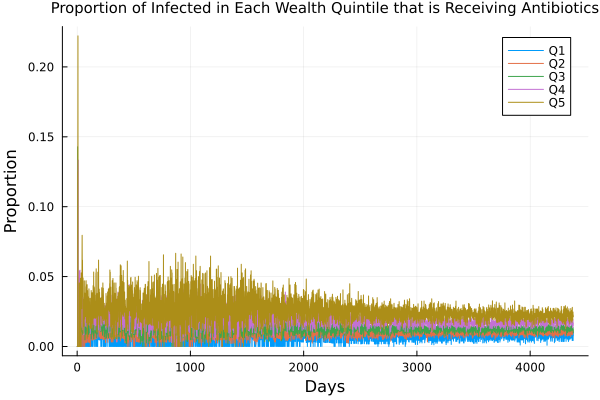 Proportion of Infected in Each Wealth Quintile that is Receiving Antibiotics
Proportion
0.20
0.15
0.10
0.05
0.00
Q1
Q2
Q3
Q4
Q5
0 1000 2000 3000 4000
Days